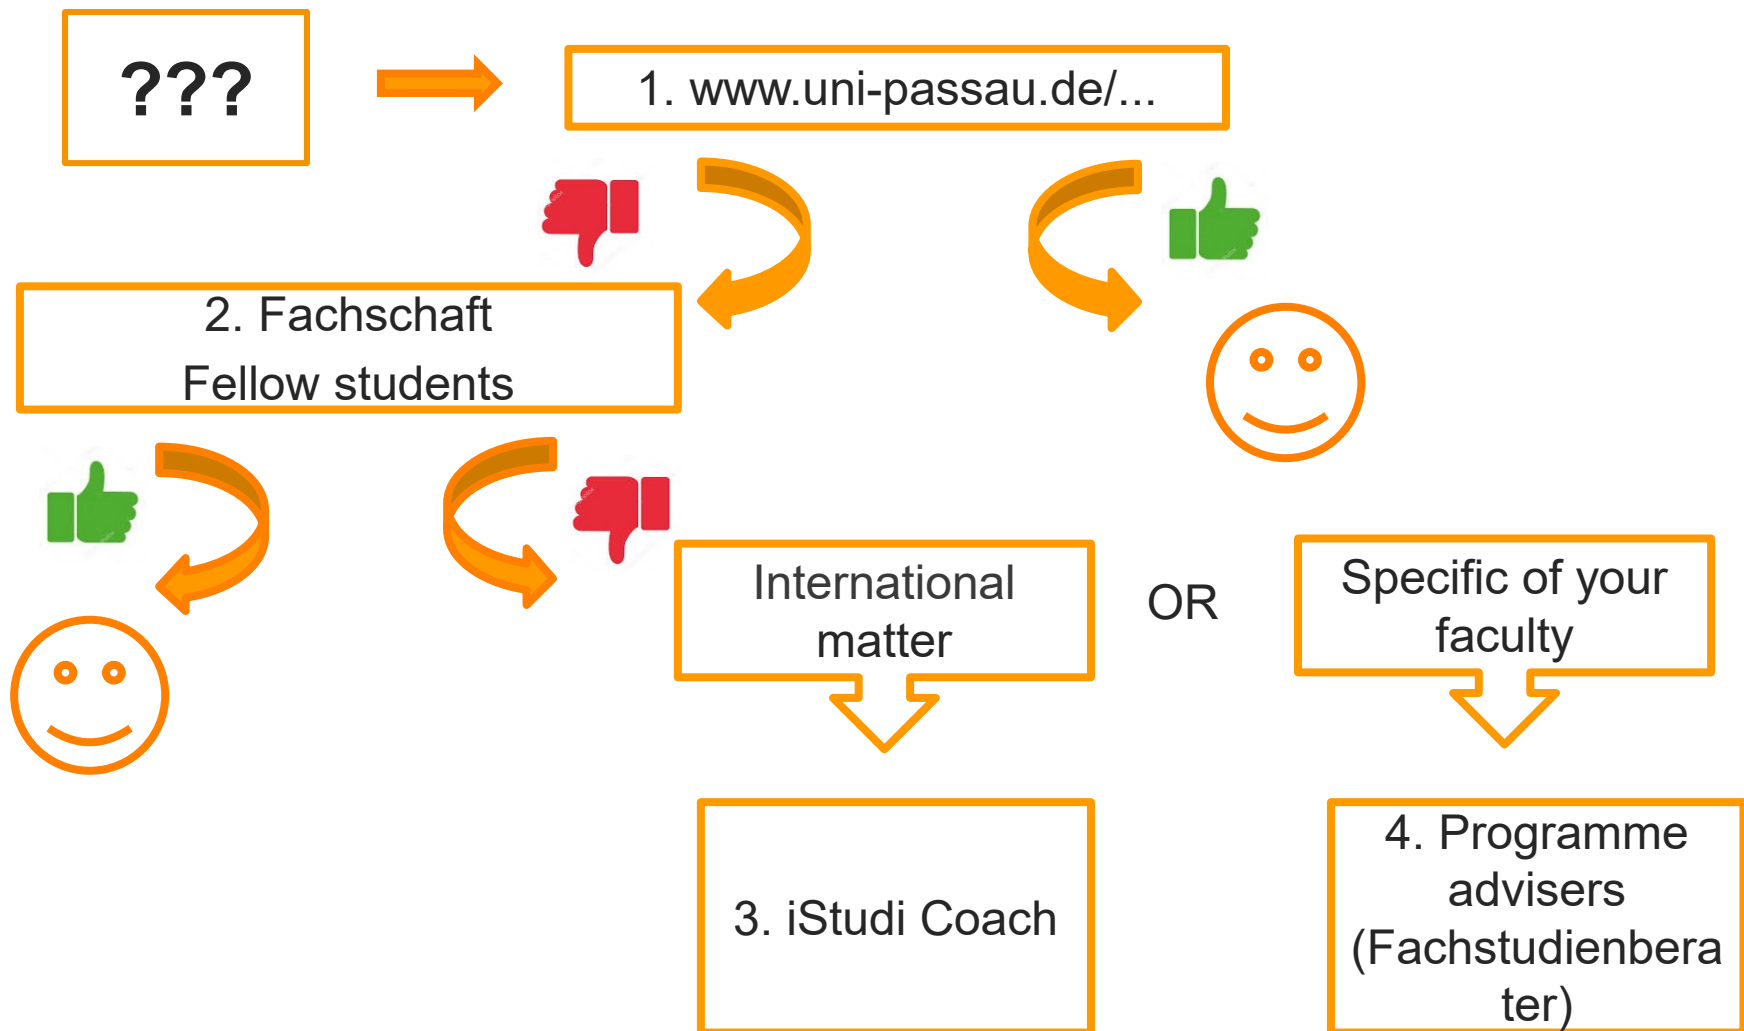 ???
1. www.uni-passau.de/...
2. Fachschaft
Fellow students
International
matter
OR
Specific of your
faculty
3. iStudi Coach
4. Programme
advisers
(Fachstudienbera
ter)